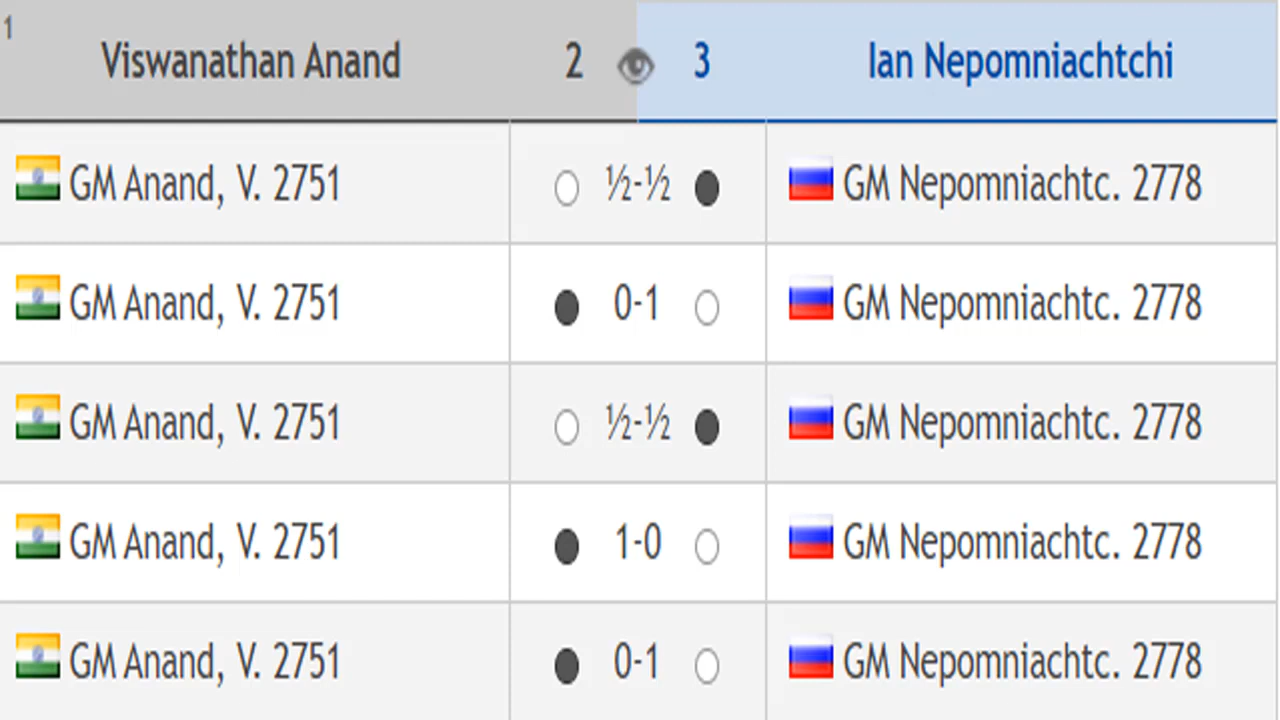 1
Viswanathan Anand 2 3 Ian Nepomniachtchi
GM Anand, V. 2751 ½-½ GM Nepomniachtc. 2778
GM Anand, V. 2751 0-1 GM Nepomniachtc. 2778
GM Anand, V. 2751 ½-½ GM Nepomniachtc. 2778
GM Anand, V. 2751 1-0 GM Nepomniachtc. 2778
GM Anand, V. 2751 0-1 GM Nepomniachtc. 2778